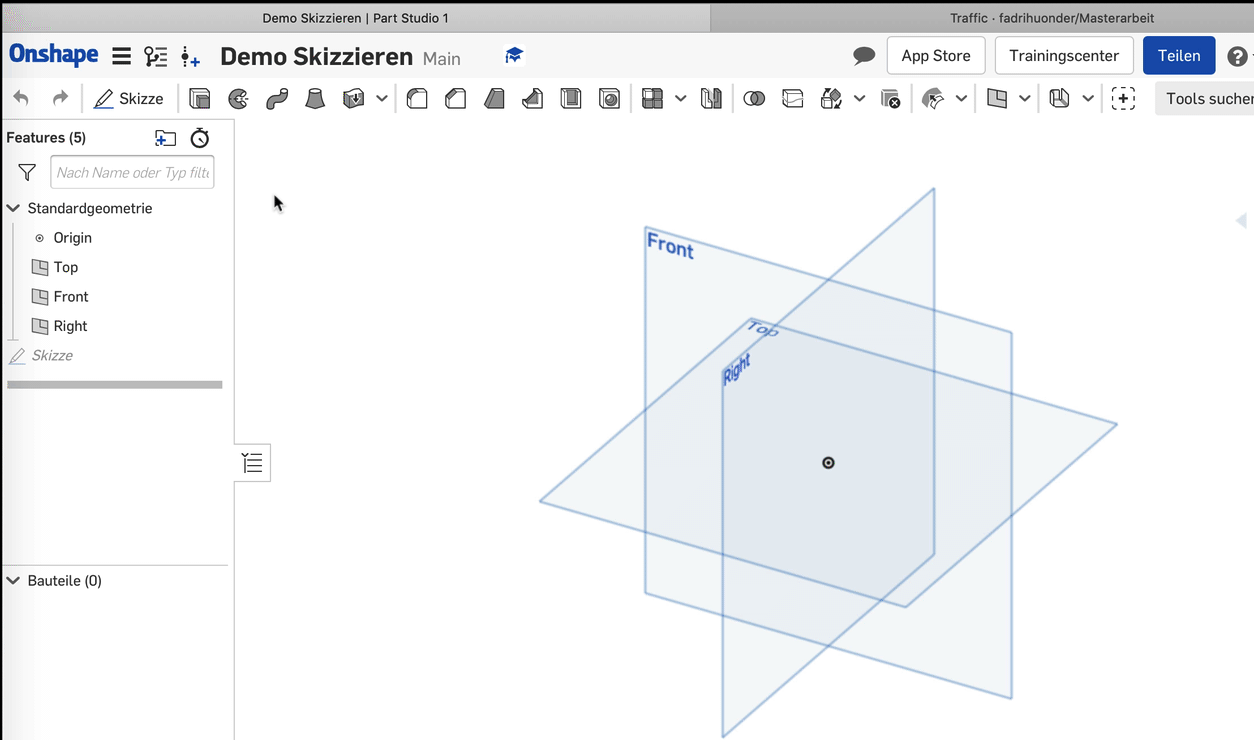 Demo Skizzieren | Part Studio 1
Traffic · fadrihuonder/Masterarbeit
Onshape
Demo Skizzieren Main
App Store
Trainingscenter
Teilen
Skizze
Tools sucher
Features (5)
Nach Name oder Typ filte
Standardgeometrie
Origin
Top
Front
Right
Skizze
Bauteile (0)
Front
Top
Right